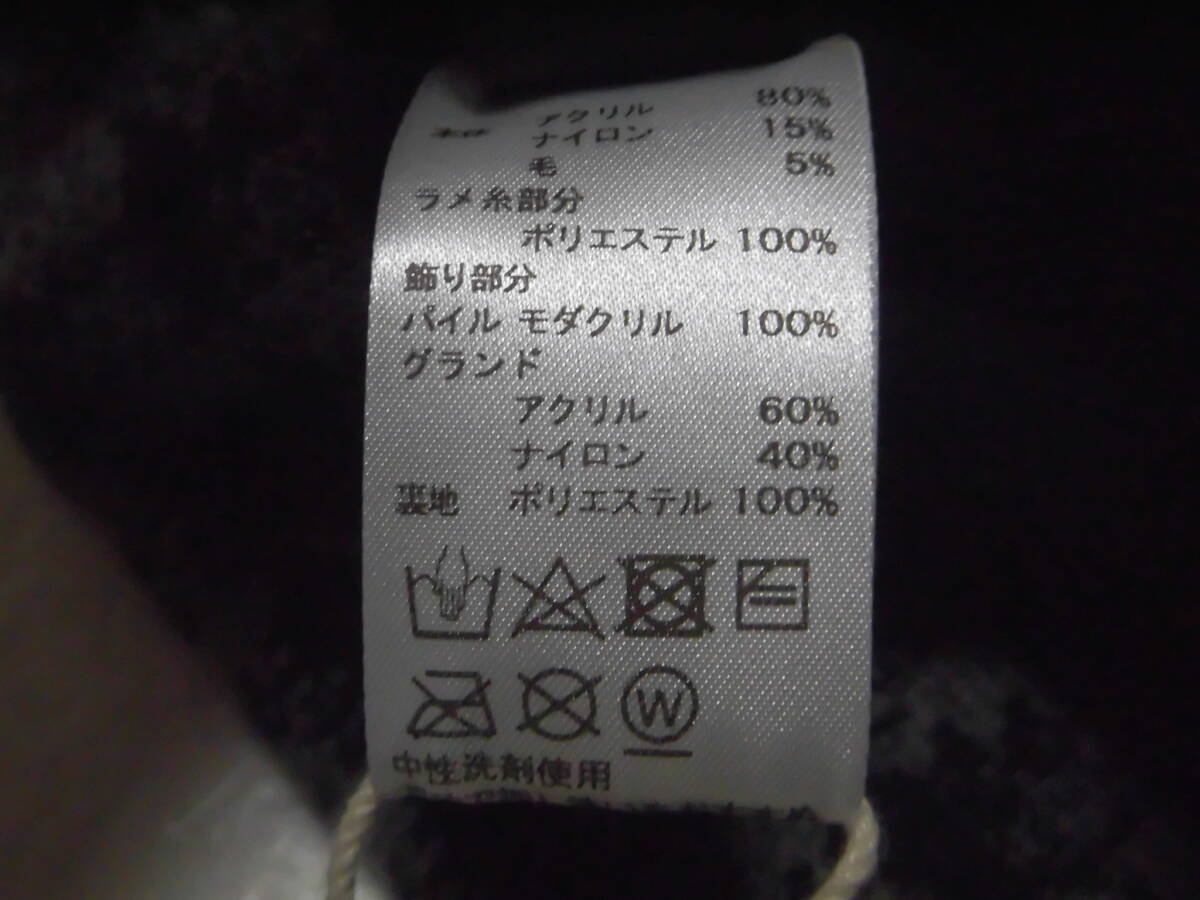 本体 アクリル 80%
ナイロン 15%
毛 5%
ラメ糸部分
ポリエステル 100%
飾り部分
パイル モダクリル 100%
グランド
アクリル 60%
ナイロン 40%
裏地 ポリエステル 100%
W
中性洗剤使用